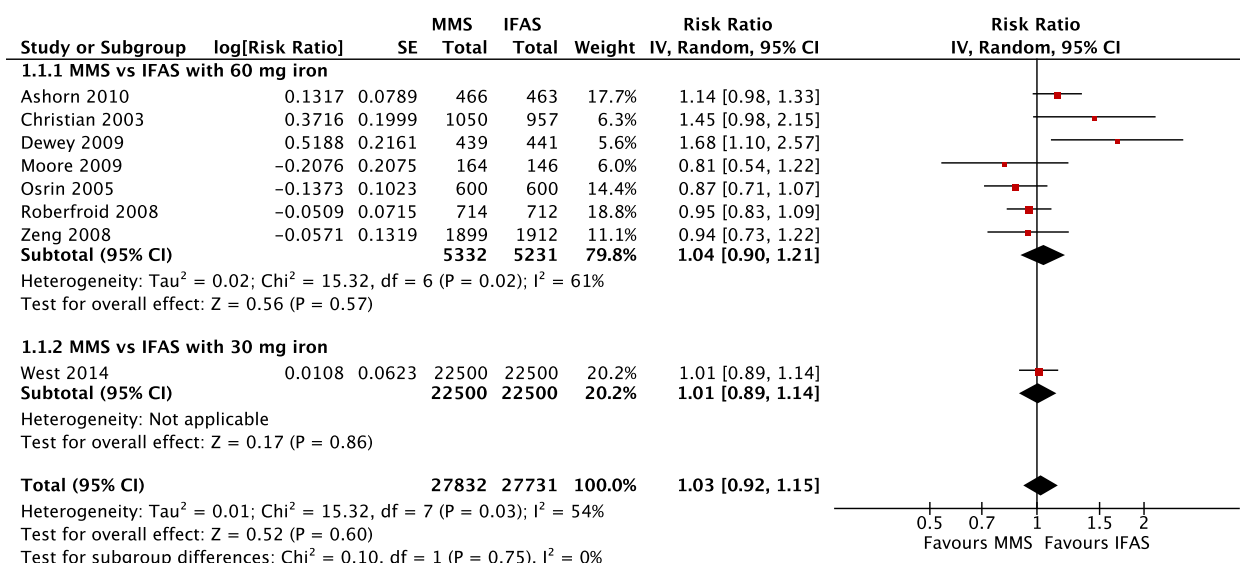 MMS IFAS Risk Ratio Risk Ratio
Study or Subgroup log[Risk Ratio] SE Total Total Weight IV, Random, 95% CI IV, Random, 95% CI
1.1.1 MMS vs IFAS with 60 mg iron
Ashorn 2010 0.1317 0.0789 466 463 17.7% 1.14 [0.98, 1.33]
Christian 2003 0.3716 0.1999 1050 957 6.3% 1.45 [0.98, 2.15]
Dewey 2009 0.5188 0.2161 439 441 5.6% 1.68 [1.10, 2.57]
Moore 2009 −0.2076 0.2075 164 146 6.0% 0.81 [0.54, 1.22]
Osrin 2005 −0.1373 0.1023 600 600 14.4% 0.87 [0.71, 1.07]
Roberfroid 2008 −0.0509 0.0715 714 712 18.8% 0.95 [0.83, 1.09]
Zeng 2008 −0.0571 0.1319 1899 1912 11.1% 0.94 [0.73, 1.22]
Subtotal (95% CI) 5332 5231 79.8% 1.04 [0.90, 1.21]
Heterogeneity: Tau² = 0.02; Chi² = 15.32, df = 6 (P = 0.02); I² = 61%
Test for overall effect: Z = 0.56 (P = 0.57)
1.1.2 MMS vs IFAS with 30 mg iron
West 2014 0.0108 0.0623 22500 22500 20.2% 1.01 [0.89, 1.14]
Subtotal (95% CI) 22500 22500 20.2% 1.01 [0.89, 1.14]
Heterogeneity: Not applicable
Test for overall effect: Z = 0.17 (P = 0.86)
Total (95% CI) 27832 27731 100.0% 1.03 [0.92, 1.15]
Heterogeneity: Tau² = 0.01; Chi² = 15.32, df = 7 (P = 0.03); I² = 54%
Test for overall effect: Z = 0.52 (P = 0.60)
Test for subgroup differences: Chi² = 0.10, df = 1 (P = 0.75), I² = 0%
0.5 0.7 1 1.5 2
Favours MMS Favours IFAS